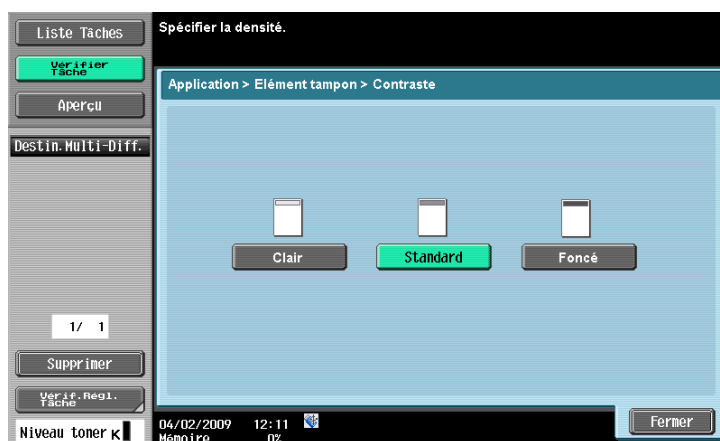 Liste Tâches
Spécifier la densité.
Vérifier
Tâche
Application > Elément tampon > Contraste
Aperçu
Destin.Multi-Diff.
Clair
Standard
Foncé
1/ 1
Supprimer
Vérif.Régl.
Tâche
04/02/2009 12:11
Fermer
Niveau toner K
Mémoire 0%